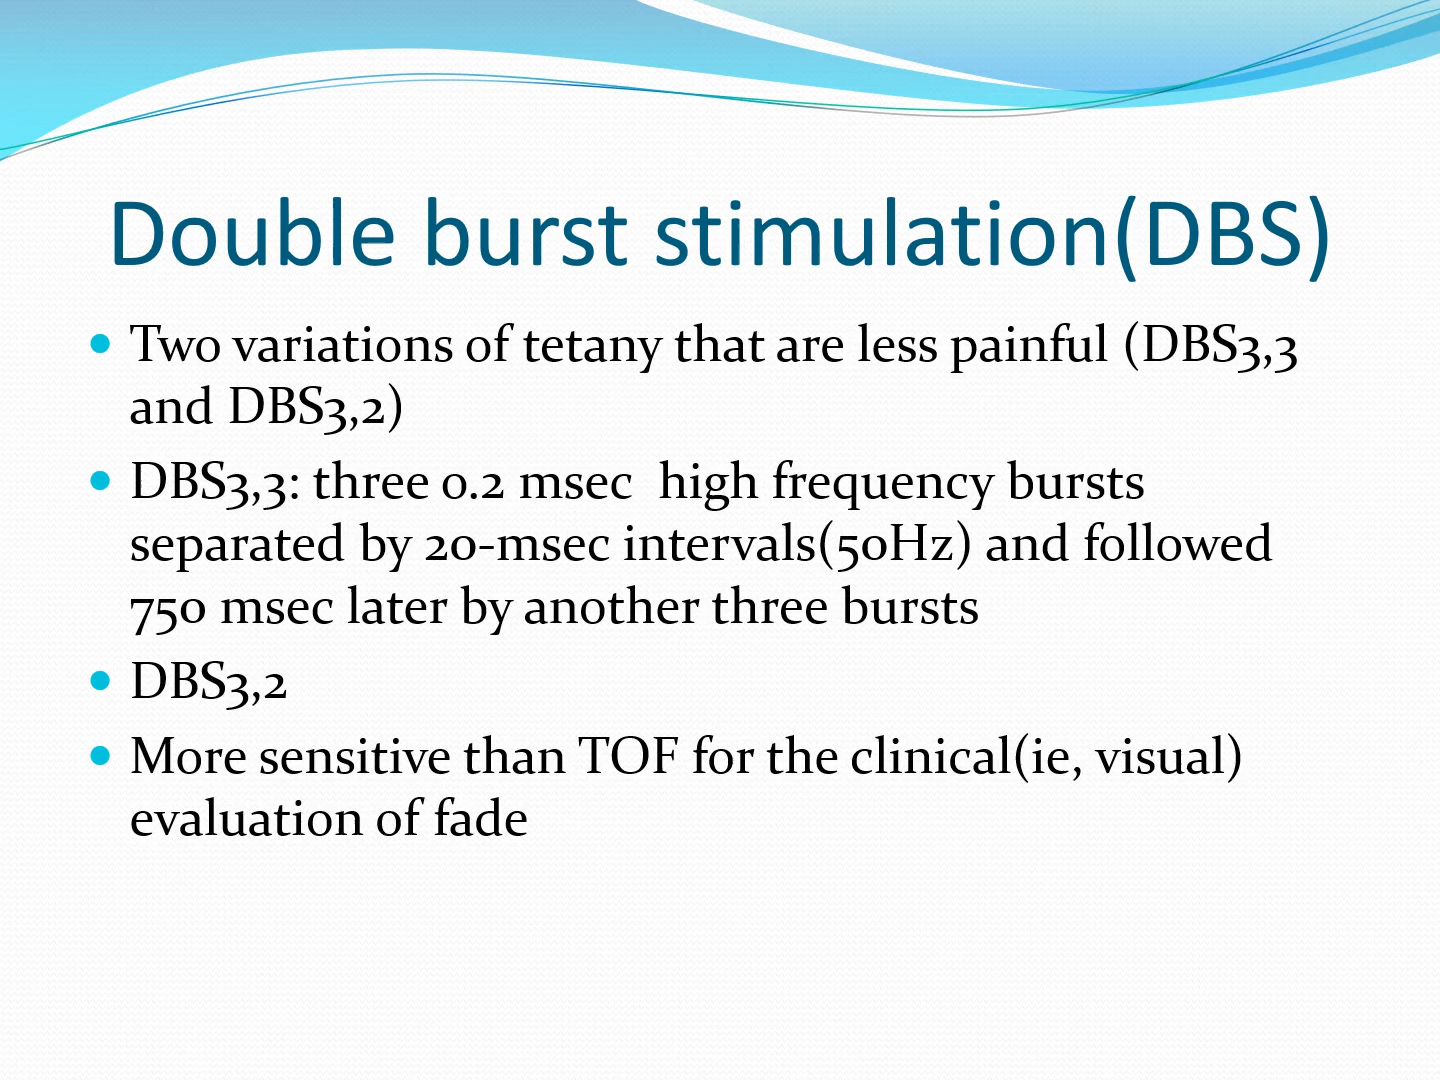 Double burst stimulation(DBS)
• Two variations of tetany that are less painful (DBS3,3
and DBS3,2)
• DBS3,3: three 0.2 msec  high frequency bursts
separated by 20-msec intervals(50Hz) and followed
750 msec later by another three bursts
• DBS3,2
• More sensitive than TOF for the clinical(ie, visual)
evaluation of fade